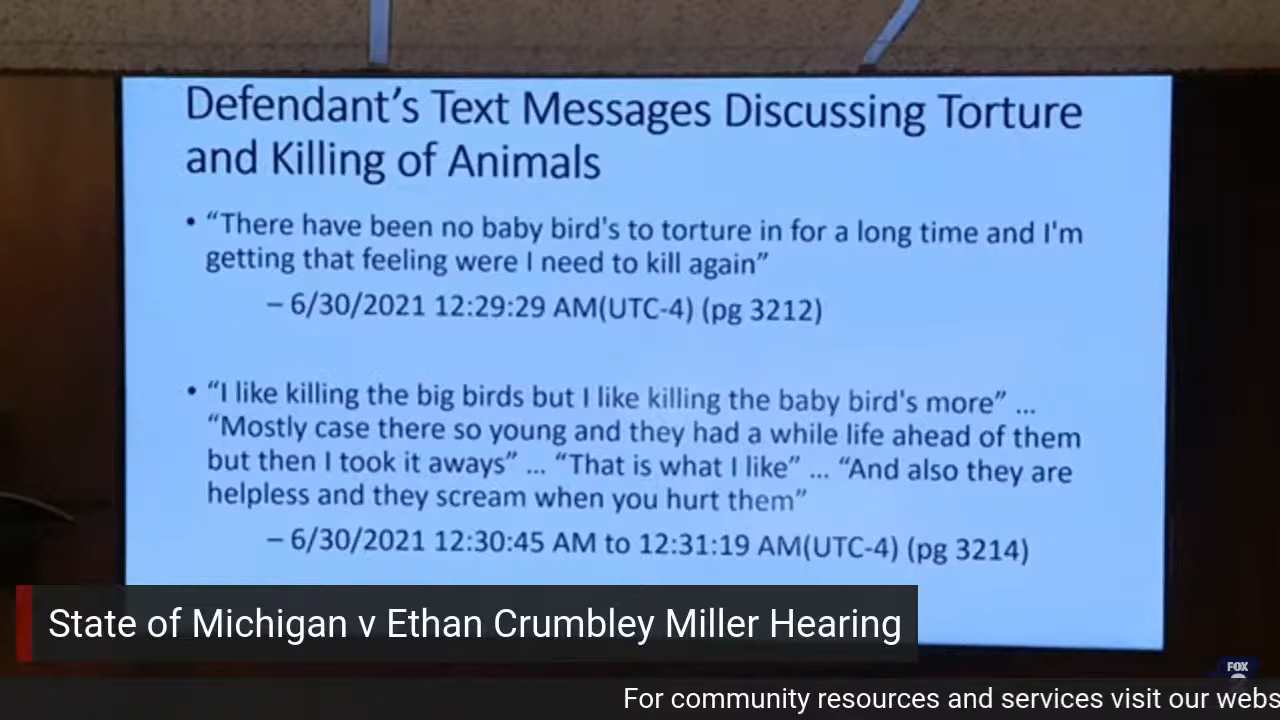 Defendant's Text Messages Discussing Torture
and Killing of Animals
• “There have been no baby bird's to torture in for a long time and I'm
getting that feeling were I need to kill again”
– 6/30/2021 12:29:29 AM(UTC-4) (pg 3212)
• “I like killing the big birds but I like killing the baby bird's more” ...
“Mostly case there so young and they had a while life ahead of them
but then I took it aways” ... “That is what I like” ... “And also they are
helpless and they scream when you hurt them”
– 6/30/2021 12:30:45 AM to 12:31:19 AM(UTC-4) (pg 3214)
State of Michigan v Ethan Crumbley Miller Hearing
FOX
For community resources and services visit our webs